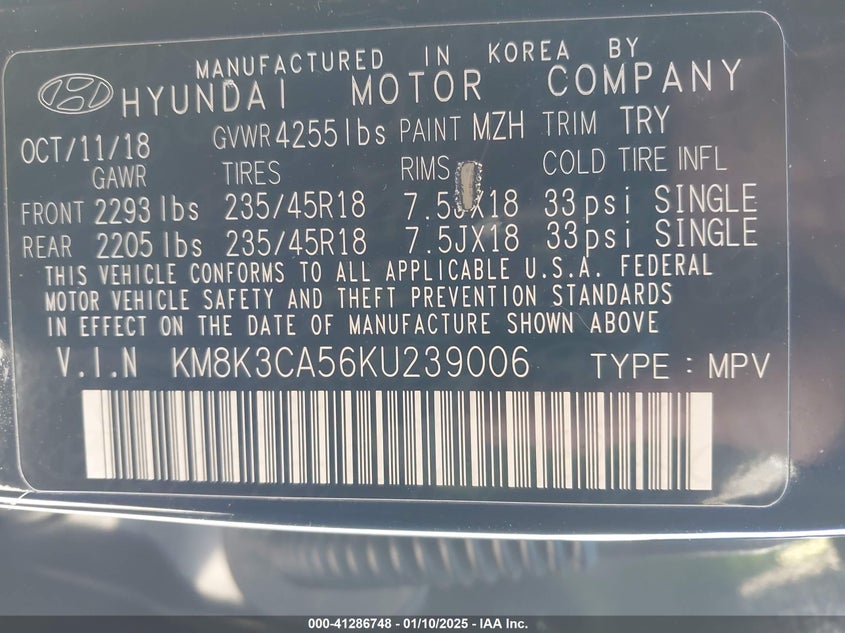 MANUFACTURED IN KOREA BY
HYUNDAI MOTOR COMPANY
OCT/11/18 GVWR 4255 lbs PAINT MZH TRIM TRY
GAWR TIRES RIMS COLD TIRE INFL
FRONT 2293 lbs 235/45R18 7.5JX18 33psi SINGLE
REAR 2205 lbs 235/45R18 7.5JX18 33psi SINGLE
THIS VEHICLE CONFORMS TO ALL APPLICABLE U.S.A. FEDERAL
MOTOR VEHICLE SAFETY AND THEFT PREVENTION STANDARDS
IN EFFECT ON THE DATE OF MANUFACTURE SHOWN ABOVE
V.I.N KM8K3CA56KU239006 TYPE : MPV
000-41286748 - 01/10/2025 - IAA Inc.